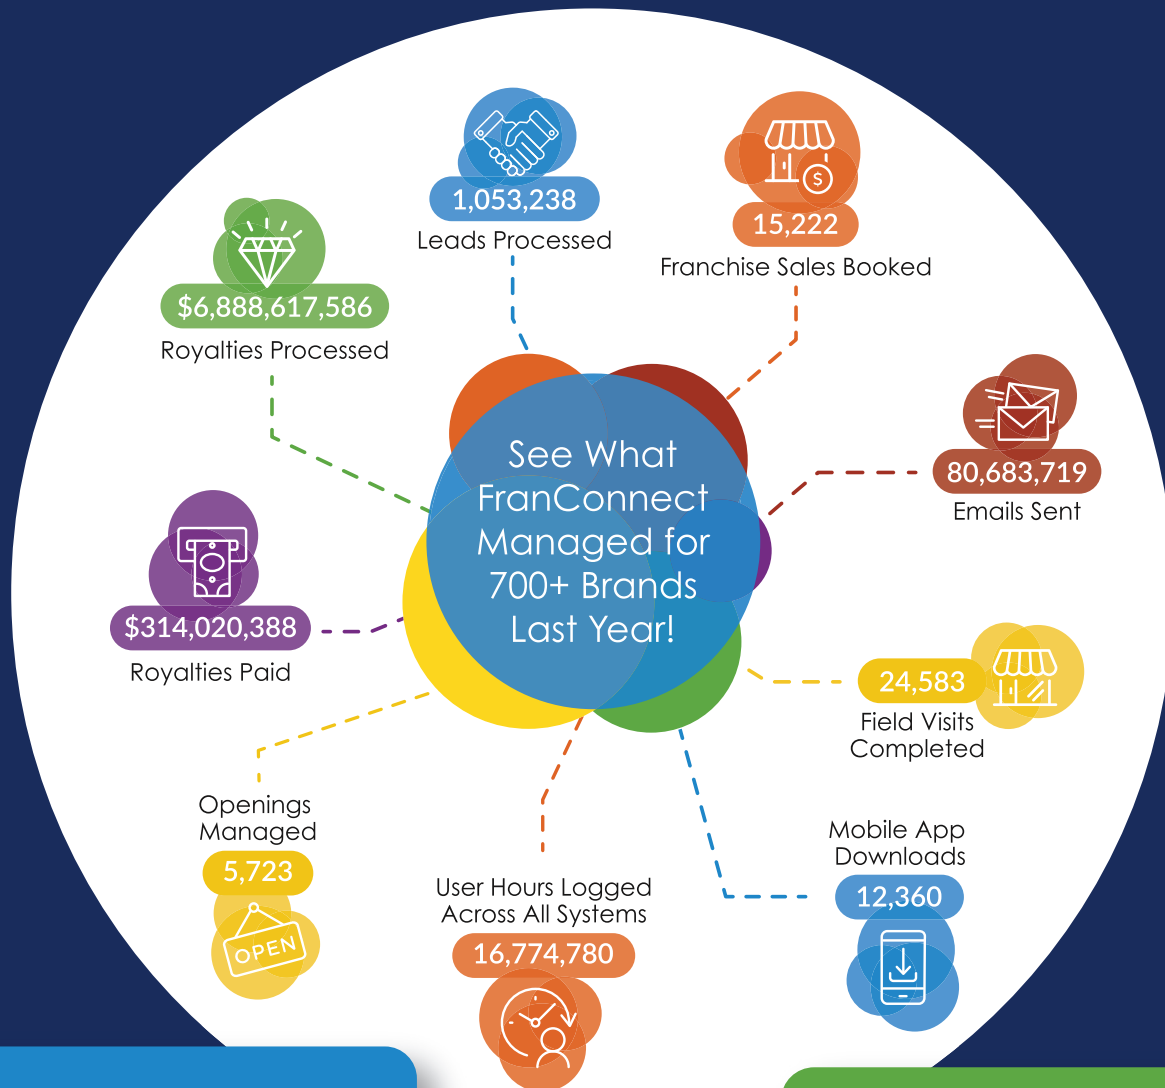 1,053,238
Leads Processed
$
15,222
Franchise Sales Booked
$6,888,617,586
Royalties Processed
80,683,719
Emails Sent
See What
FranConnect
Managed for
700+ Brands
Last Year!
$314,020,388
Royalties Paid
24,583
Field Visits
Completed
Openings
Managed
5,723
OPEN
User Hours Logged
Across All Systems
16,774,780
Mobile App
Downloads
12,360